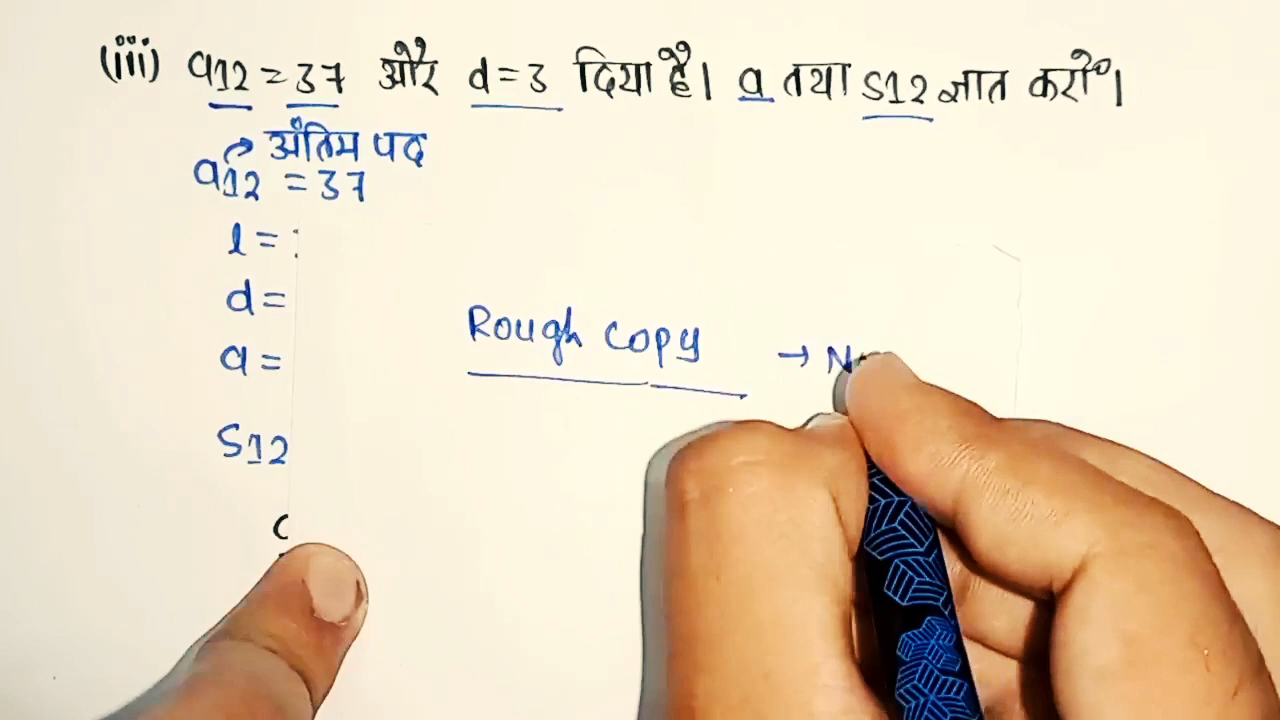 (iii) a12 = 37 और d = 3 दिया है। a तथा S12 ज्ञात करों।
→ अंतिम पद
a12 = 37
l =
d =
a =
S12
Rough Copy → N